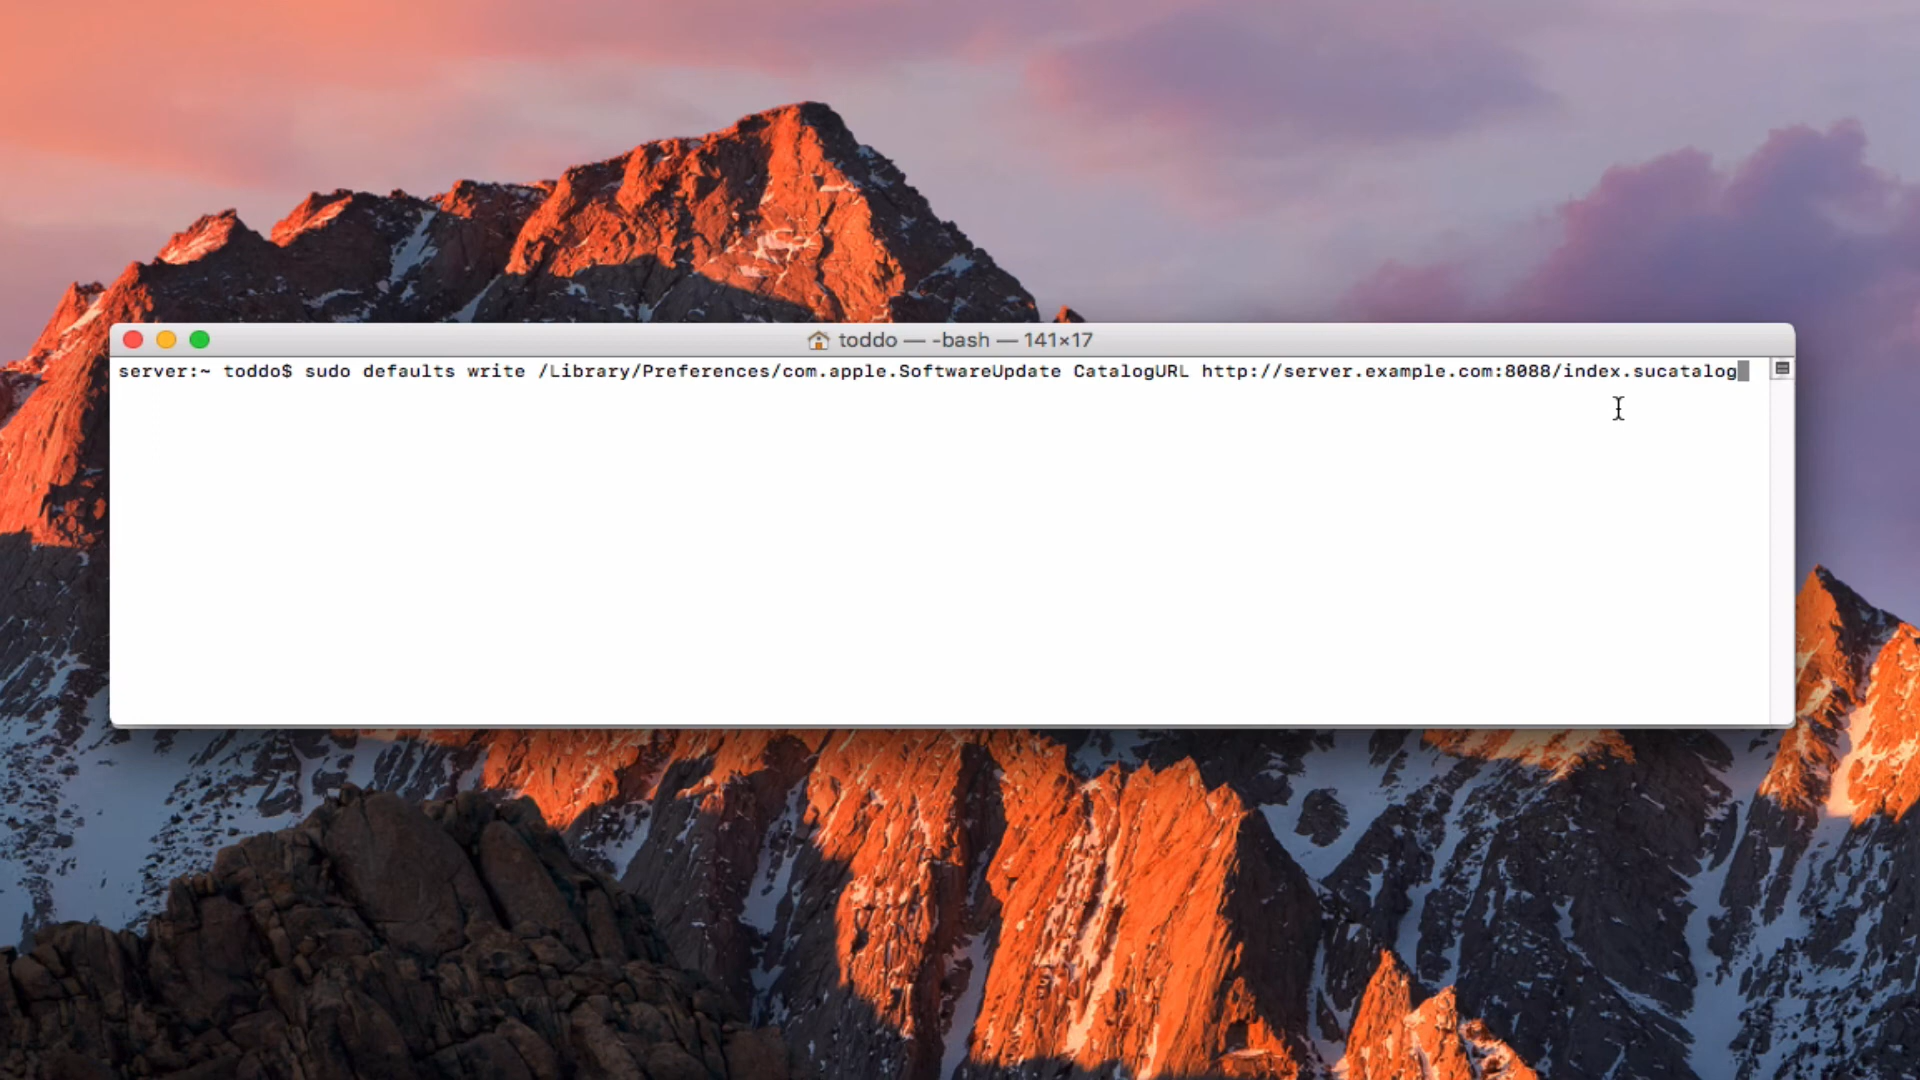 toddo — -bash — 141×17
server:~ toddo$ sudo defaults write /Library/Preferences/com.apple.SoftwareUpdate CatalogURL http://server.example.com:8088/index.sucatalog